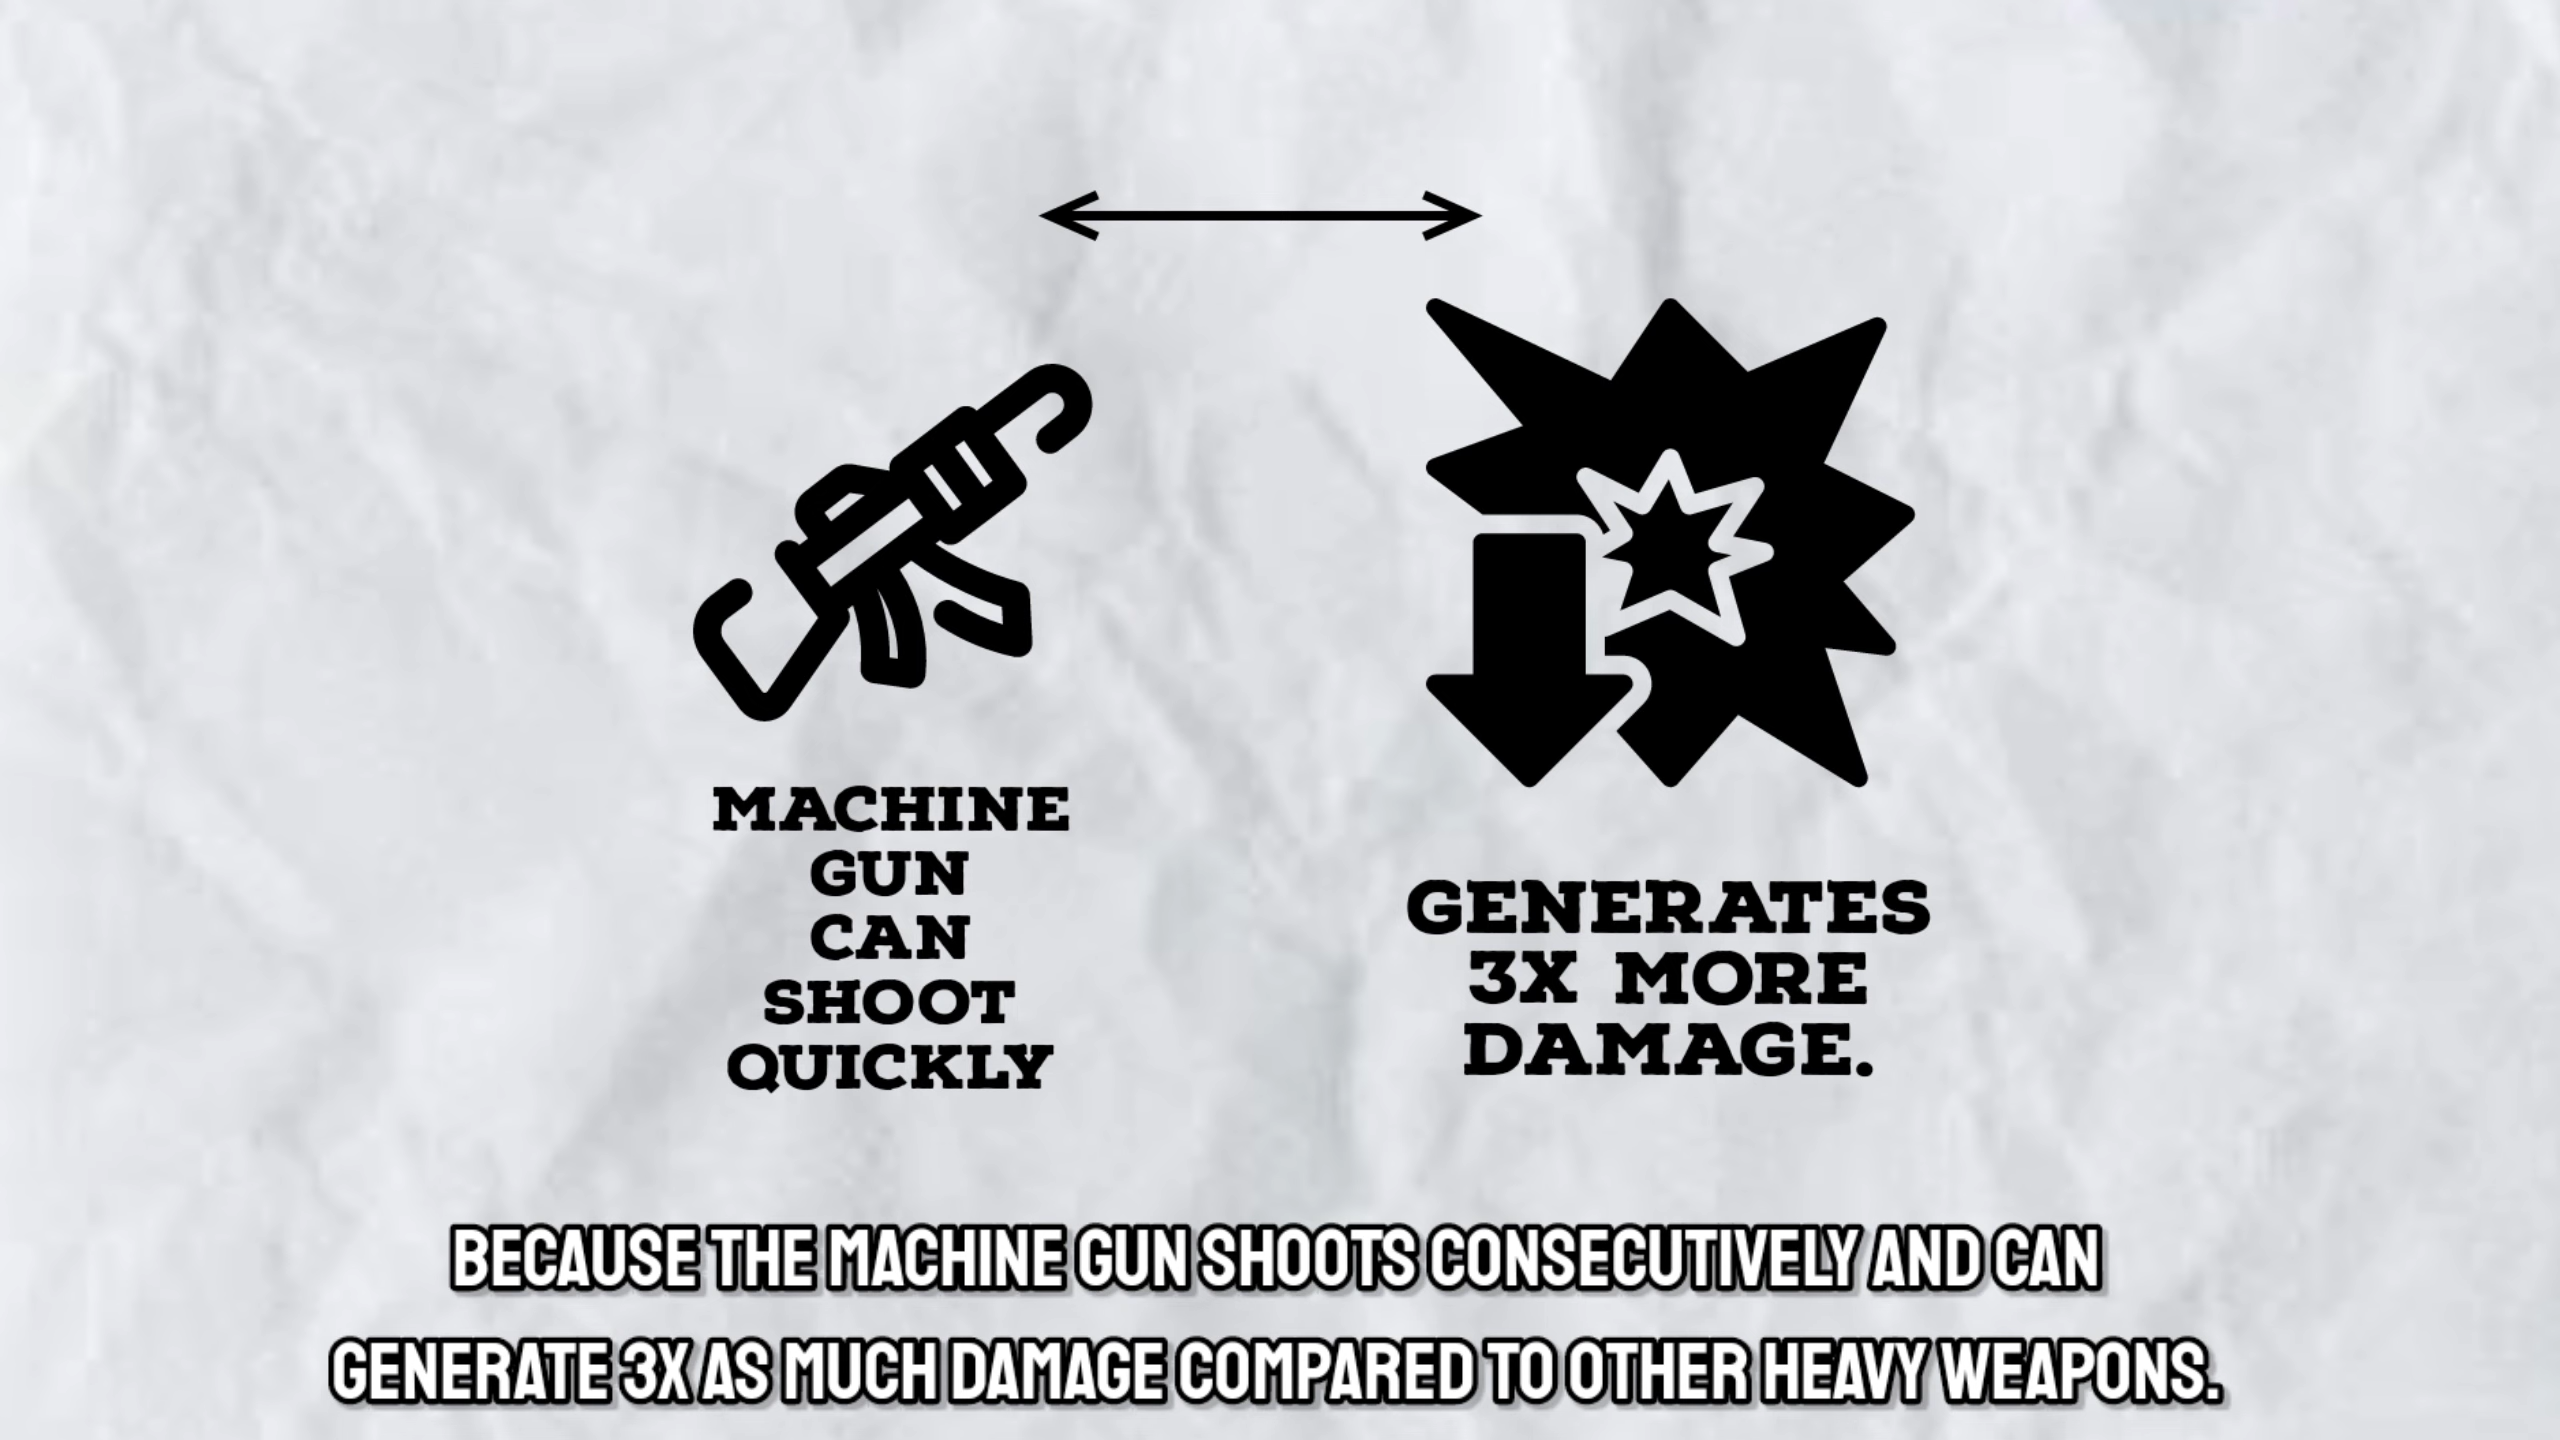 MACHINE
GUN
CAN
SHOOT
QUICKLY
GENERATES
3X MORE
DAMAGE.
BECAUSE THE MACHINE GUN SHOOTS CONSECUTIVELY AND CAN
GENERATE 3X AS MUCH DAMAGE COMPARED TO OTHER HEAVY WEAPONS.